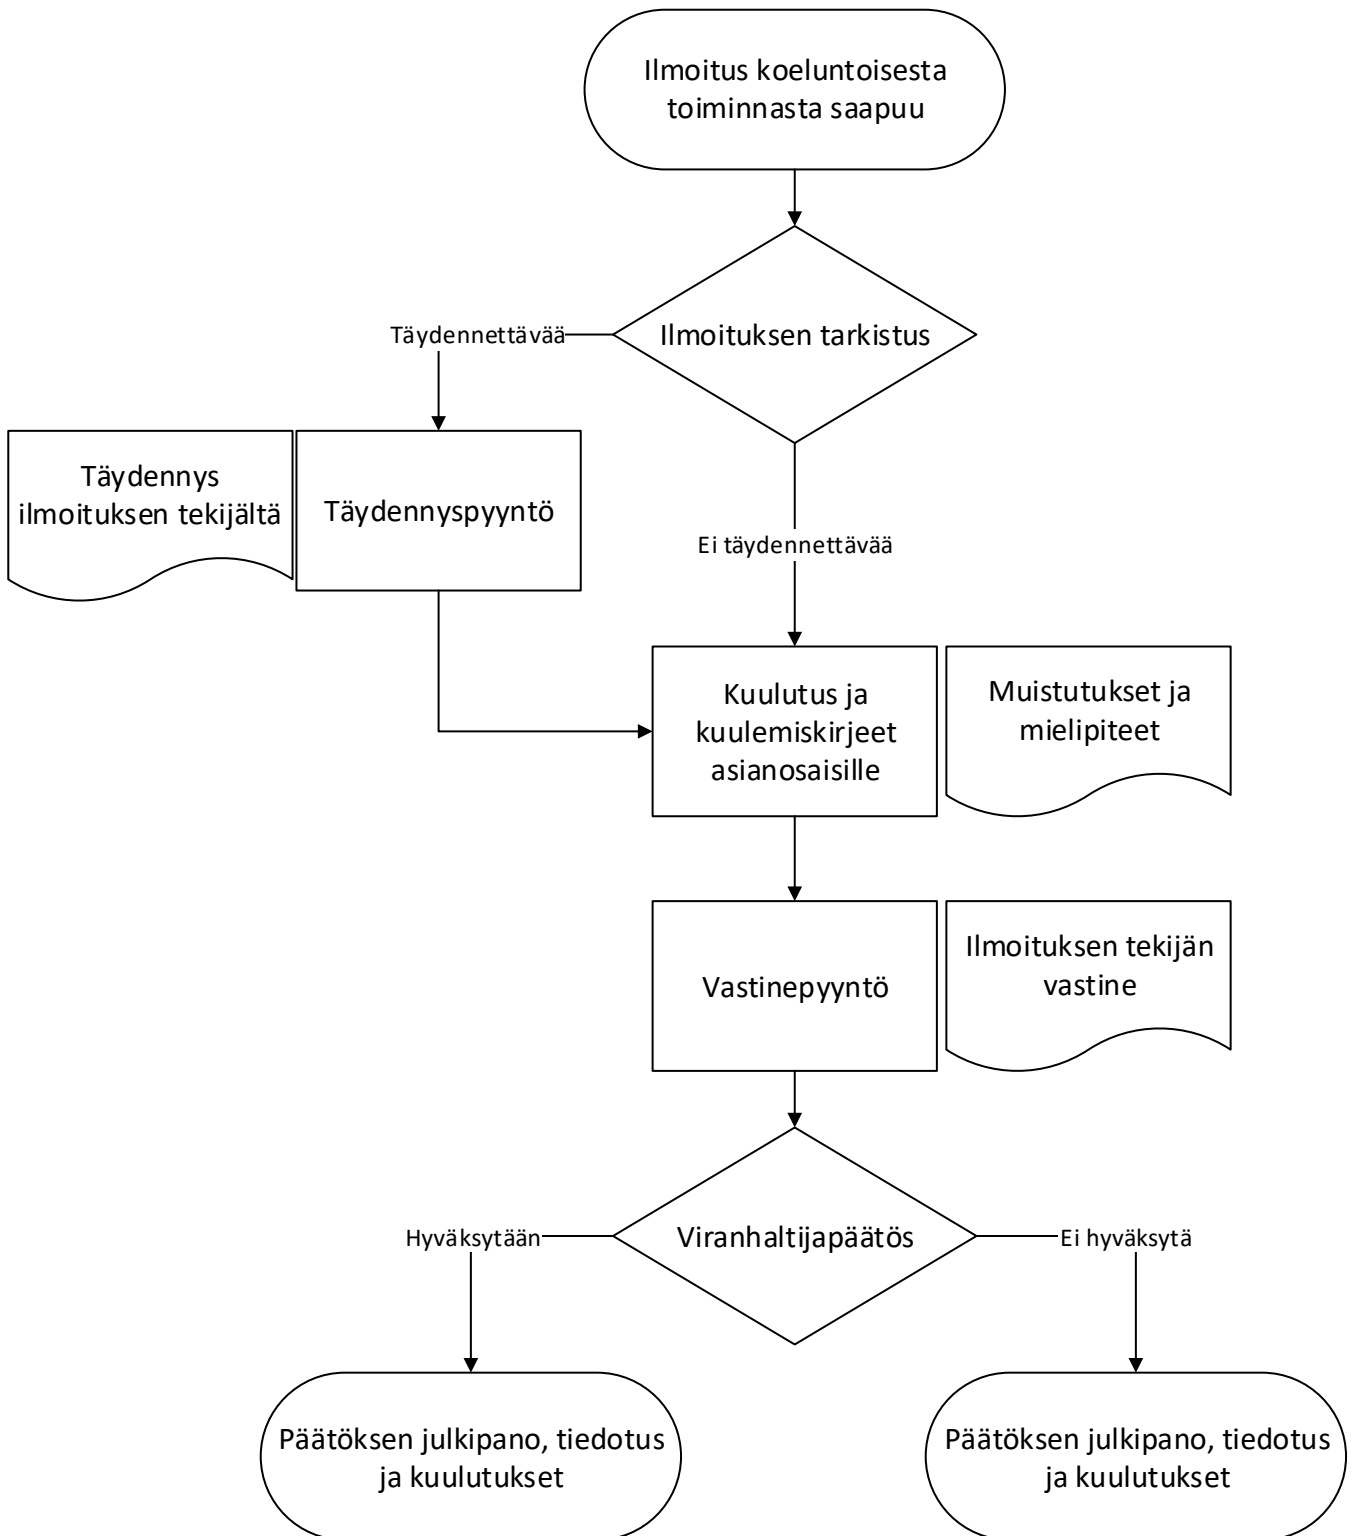 Ilmoitus koeluntoisesta
toiminnasta saapuu
Ilmoituksen tarkistus
Täydennettävää
Täydennys
ilmoituksen tekijältä
Täydennyspyyntö
Ei täydennettävää
Kuulutus ja
kuulemiskirjeet
asianosaisille
Muistutukset ja
mielipiteet
Vastinepyyntö
Ilmoituksen tekijän
vastine
Viranhaltijapäätös
Hyväksytään
Ei hyväksytä
Päätöksen julkipano, tiedotus
ja kuulutukset
Päätöksen julkipano, tiedotus
ja kuulutukset